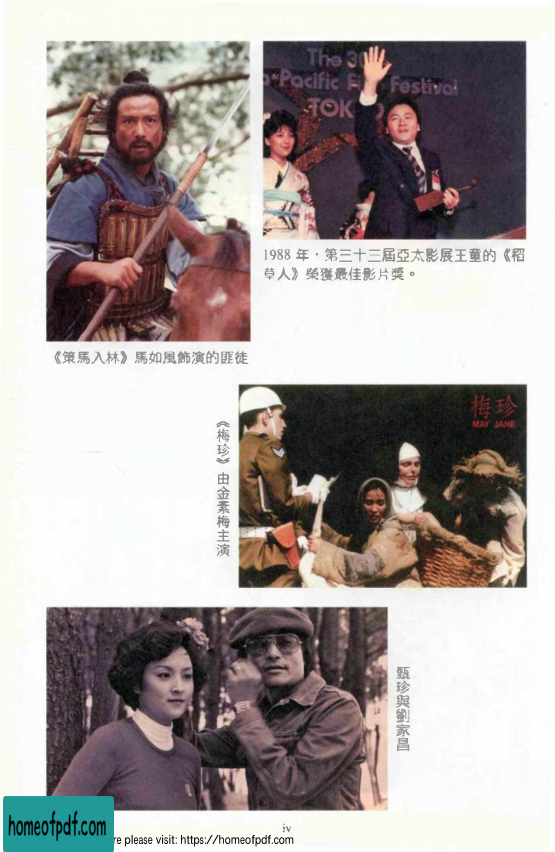 The 3
-Pacific Fil Festival
TOK
1988 年，第三十三屆亞太影展王童的《稻
草人》榮獲最佳影片獎。
《策馬入林》馬如風飾演的匪徒
梅珍
MAY JANE
《梅珍》由金素梅主演
甄珍與劉家昌
iv
homeofpdf.com
re please visit: https://homeofpdf.com